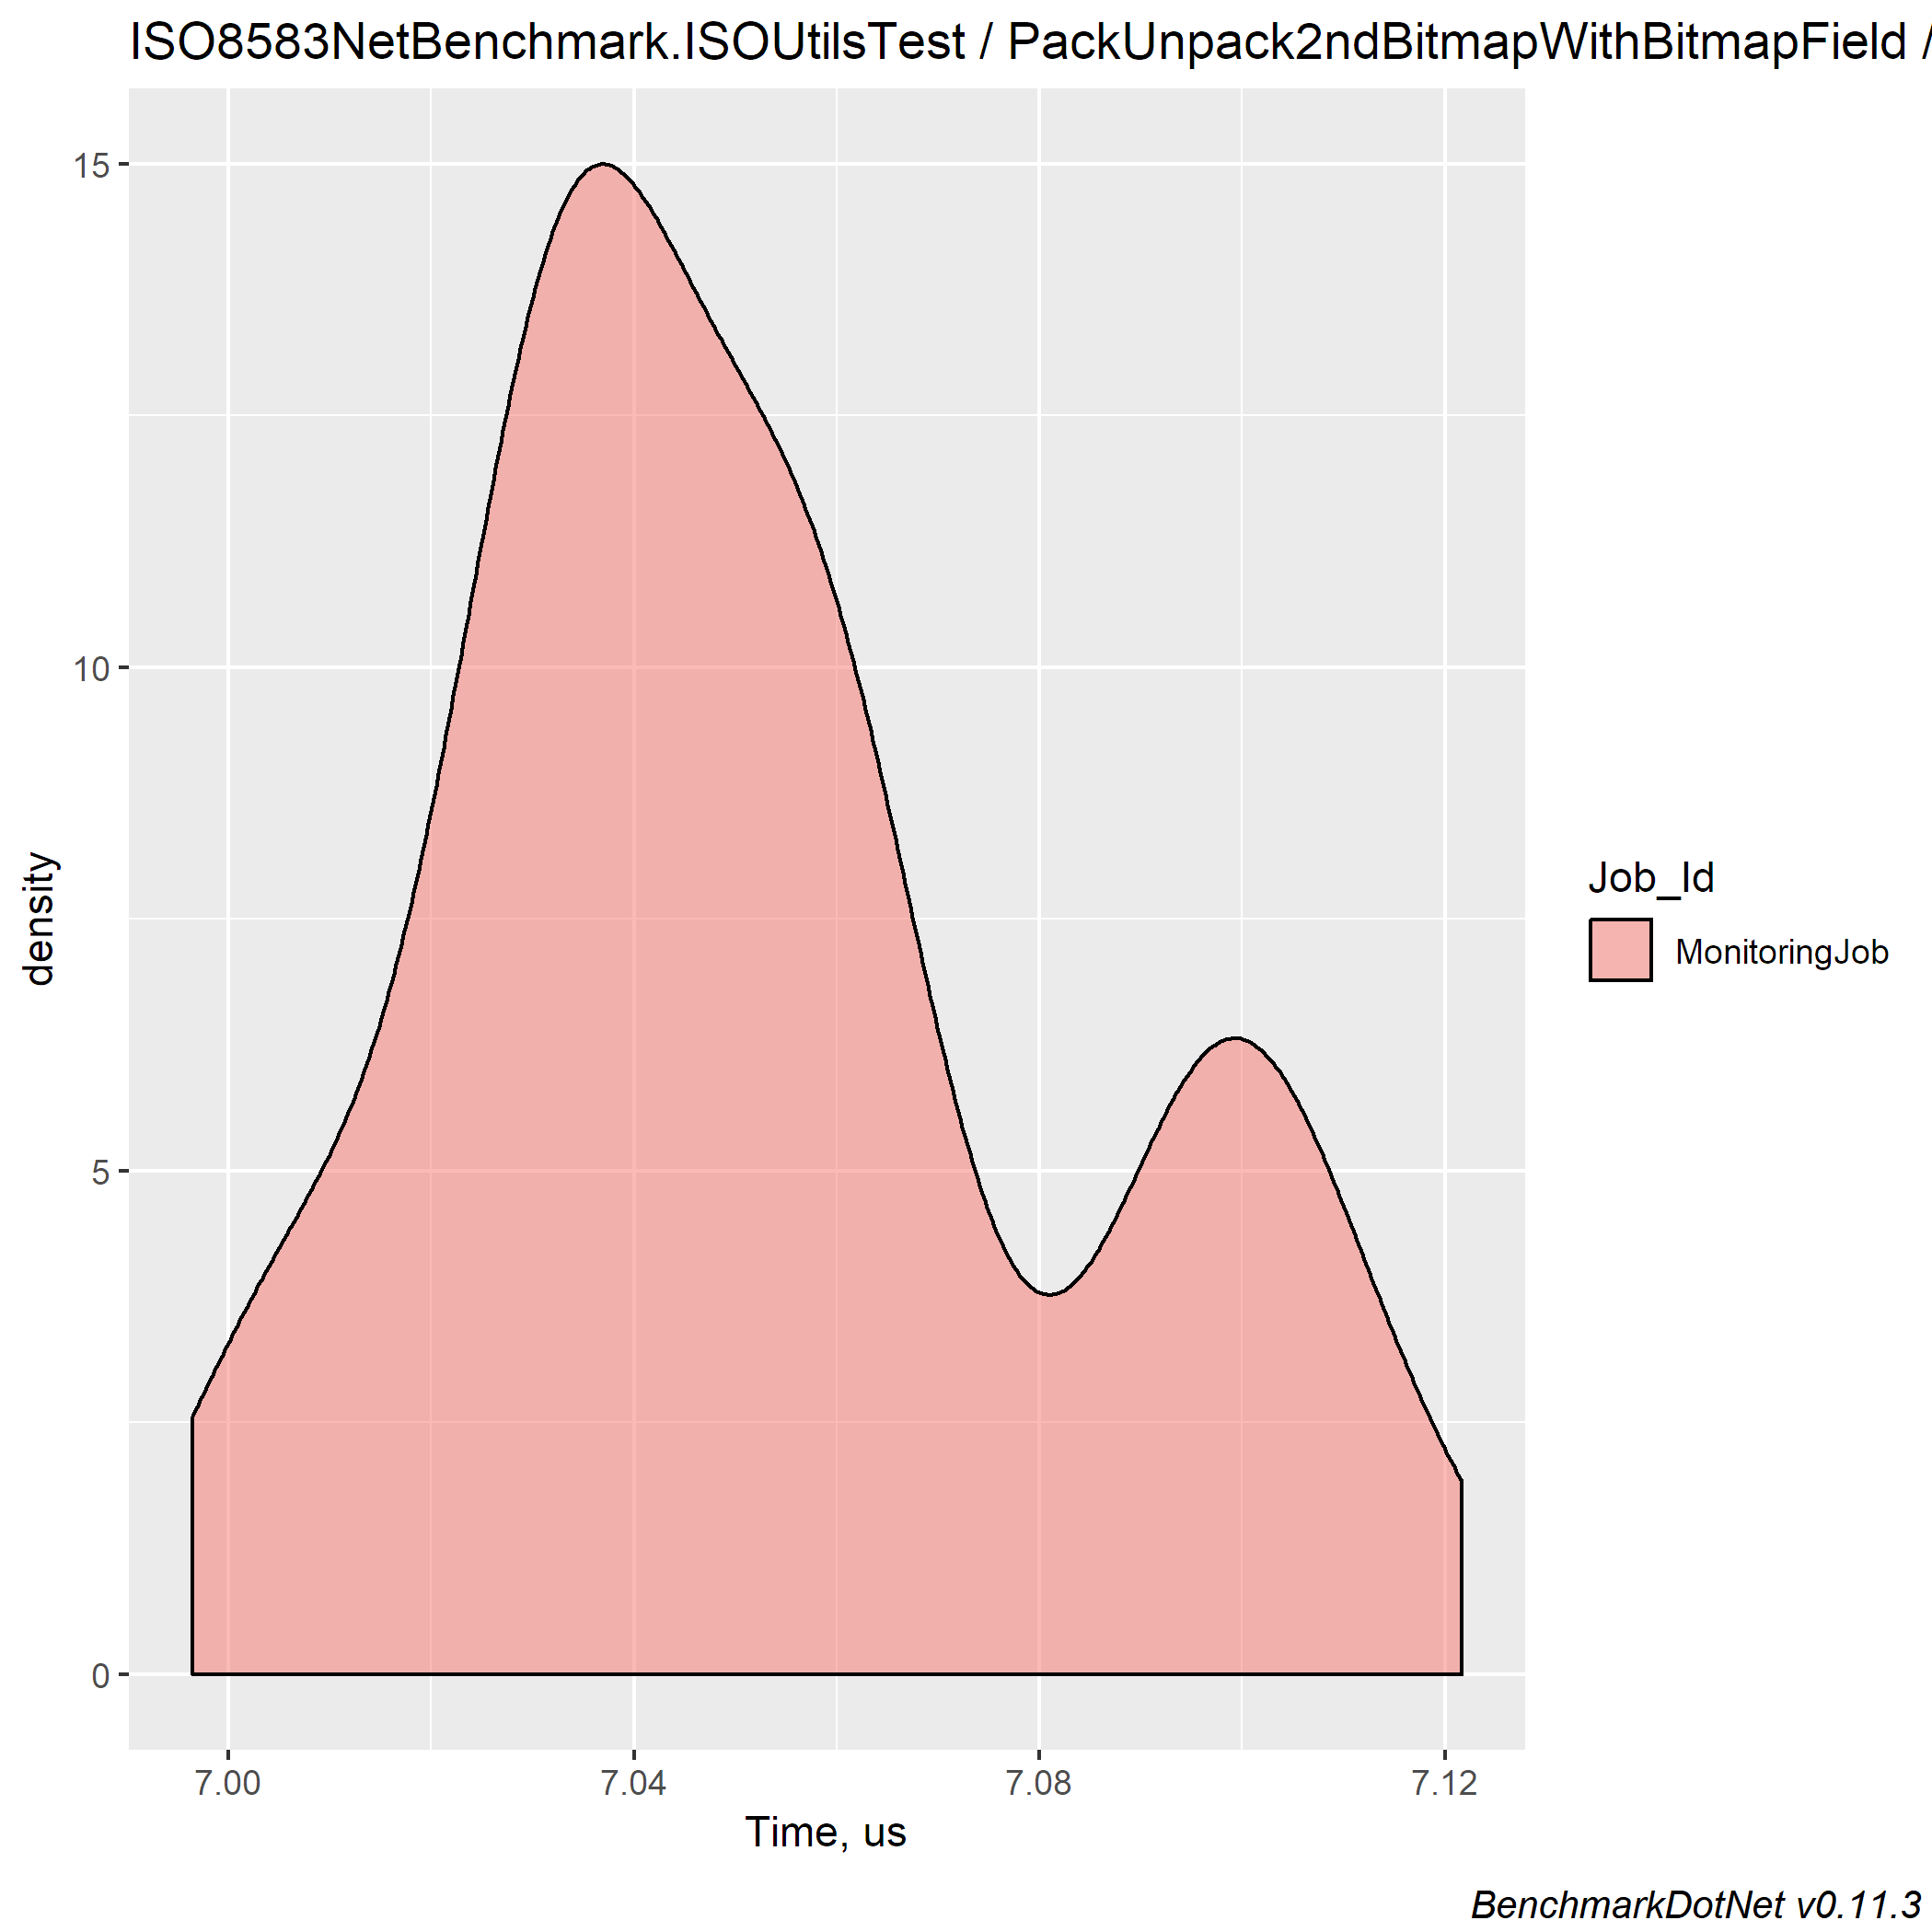 ISO8583NetBenchmark.ISOUtilsTest / PackUnpack2ndBitmapWithBitmapField /
15
10
5
0
density
7.00 7.04 7.08 7.12
Time, us
Job_Id
MonitoringJob
BenchmarkDotNet v0.11.3